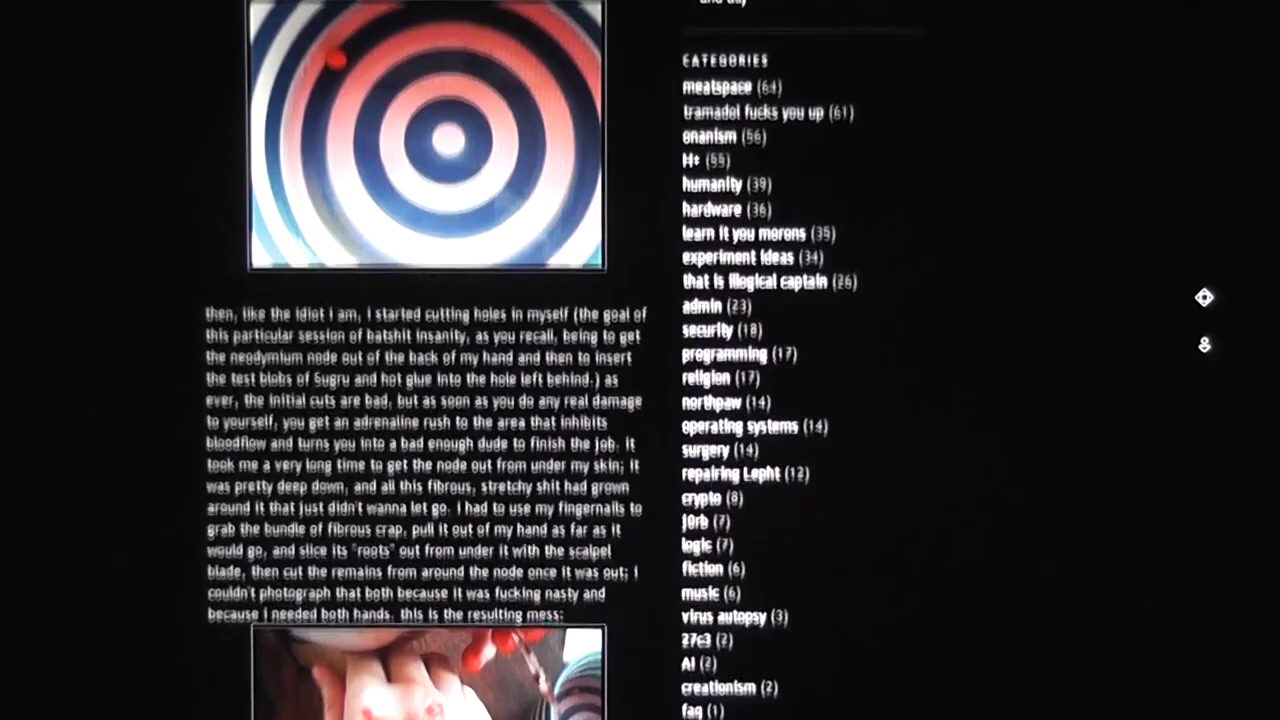 then, like the idiot i am, i started cutting holes in myself (the goal of
this particular session of batshit insanity, as you recall, being to get
the neodymium node out of the back of my hand and then to insert
the test blobs of Sugru and hot glue into the hole left behind.) as
ever, the initial cuts are bad, but as soon as you do any real damage
to yourself, you get an adrenaline rush to the area that inhibits
bloodflow and turns you into a bad enough dude to finish the job. it
took me a very long time to get the node out from under my skin; it
was pretty deep down, and all this fibrous, stretchy shit had grown
around it that just didn't wanna let go. i had to use my fingernails to
grab the bundle of fibrous crap, pull it out of my hand as far as it
would go, and slice its "roots" out from under it with the scalpel
blade, then cut the remains from around the node once it was out; i
couldn't photograph that both because it was fucking nasty and
because i needed both hands. this is the resulting mess:
and day
CATEGORIES
meatspace (64)
tramadol fucks you up (61)
onanism (56)
H+ (55)
humanity (39)
hardware (36)
learn it you morons (35)
experiment ideas (34)
that is illogical captain (26)
admin (23)
security (18)
programming (17)
religion (17)
northpaw (14)
operating systems (14)
surgery (14)
repairing Lepht (12)
crypto (8)
j0rb (7)
logic (7)
fiction (6)
music (6)
virus autopsy (3)
27c3 (2)
AI (2)
creationism (2)
faq (1)